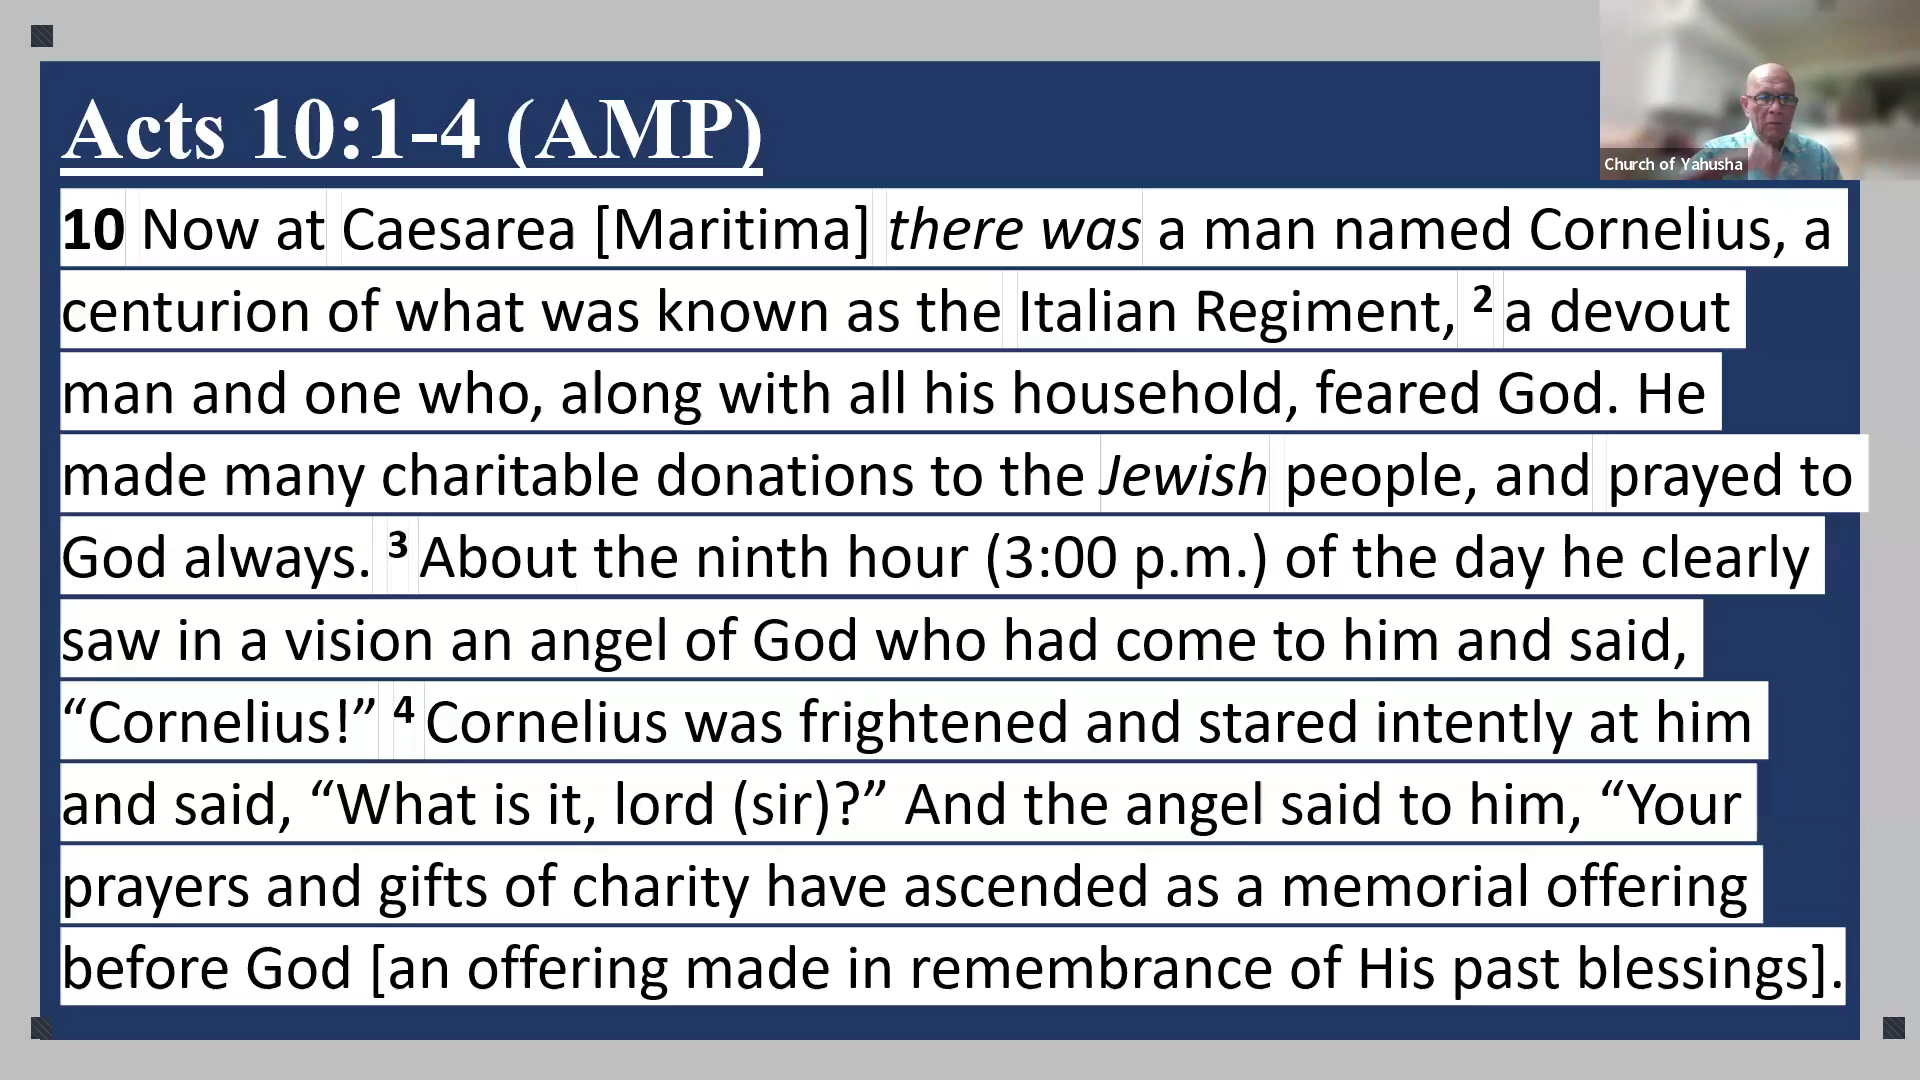 Acts 10:1-4 (AMP)
Church of Yahusha
10 Now at Caesarea [Maritima] there was a man named Cornelius, a
centurion of what was known as the Italian Regiment, 2 a devout
man and one who, along with all his household, feared God. He
made many charitable donations to the Jewish people, and prayed to
God always. 3 About the ninth hour (3:00 p.m.) of the day he clearly
saw in a vision an angel of God who had come to him and said,
“Cornelius!” 4 Cornelius was frightened and stared intently at him
and said, “What is it, lord (sir)?” And the angel said to him, “Your
prayers and gifts of charity have ascended as a memorial offering
before God [an offering made in remembrance of His past blessings].